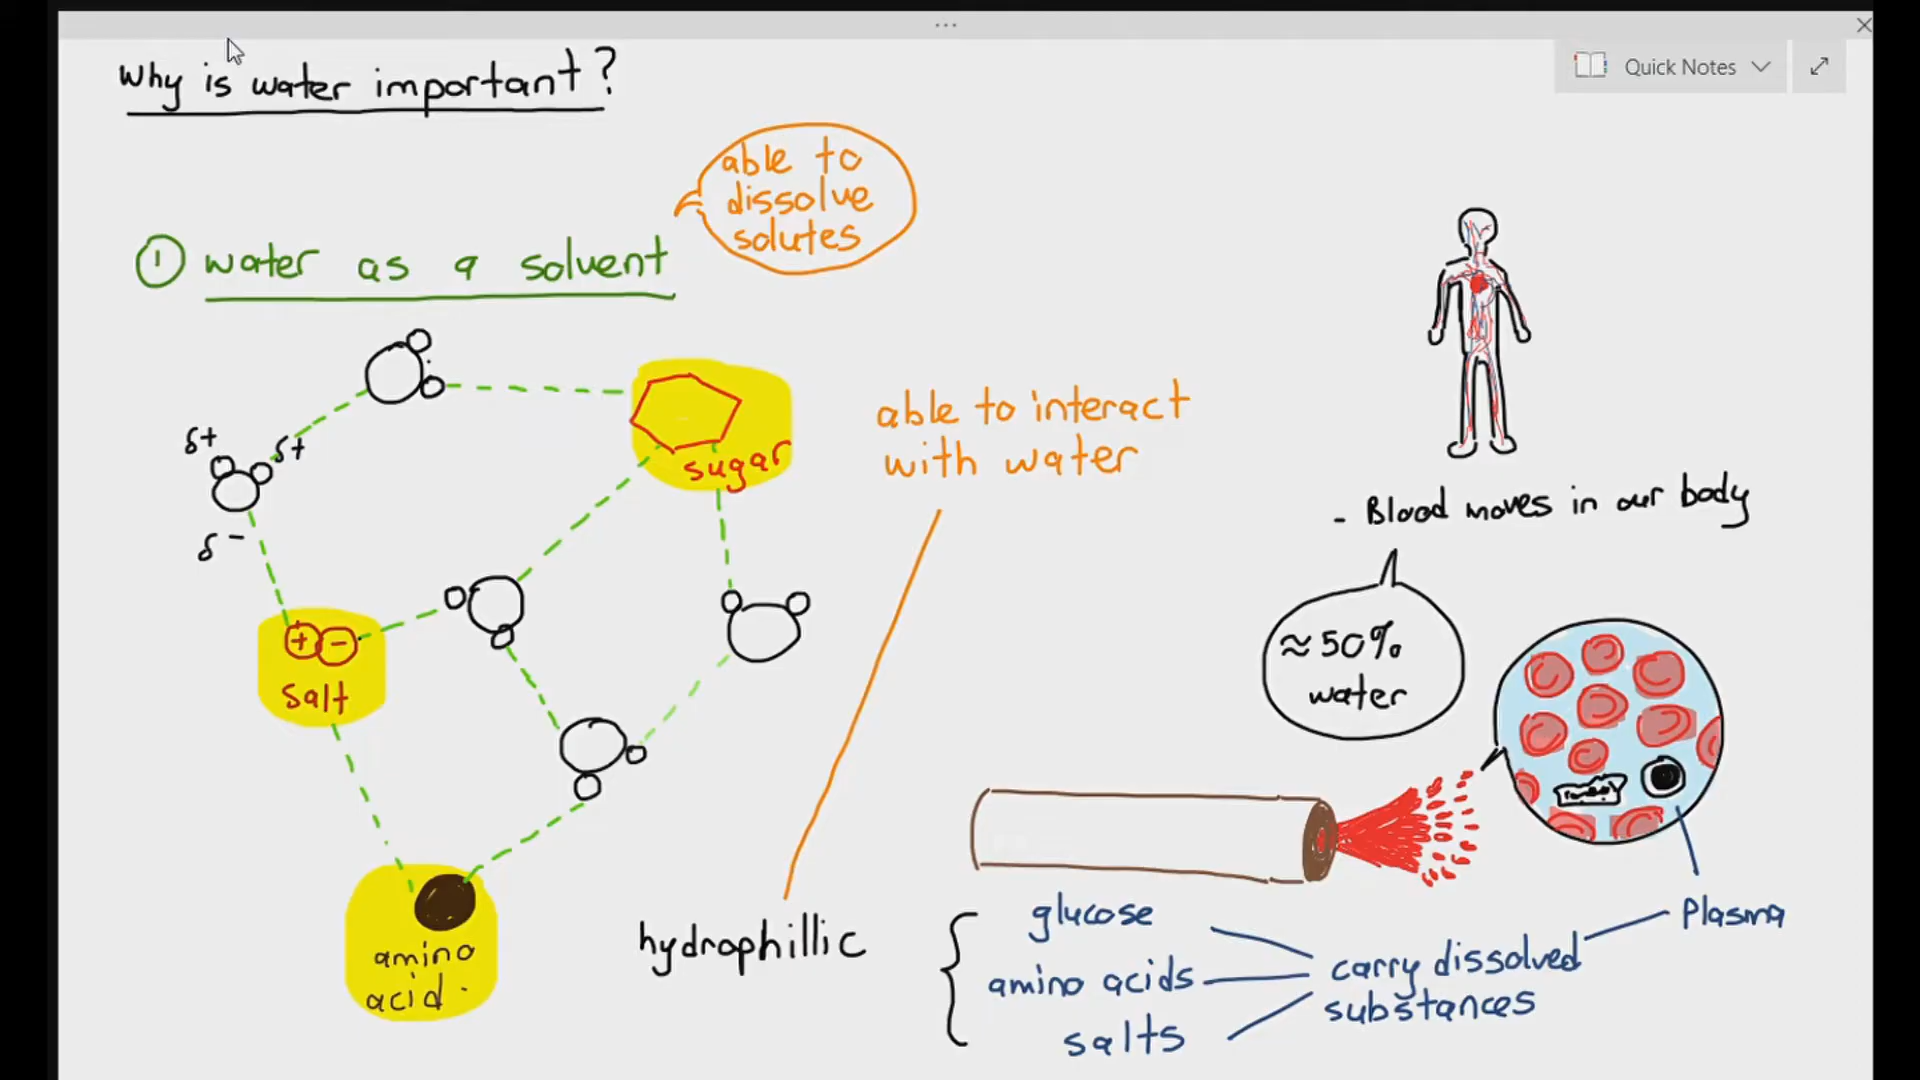 Why is water important?
Quick Notes
able to
dissolve
solutes
① water as a solvent
δ+
δ+
δ-
sugar
able to interact
with water
- Blood moves in our body
+ -
salt
≈50%
water
amino
acid.
hydrophillic
glucose
amino acids
salts
carry dissolved
substances
Plasma